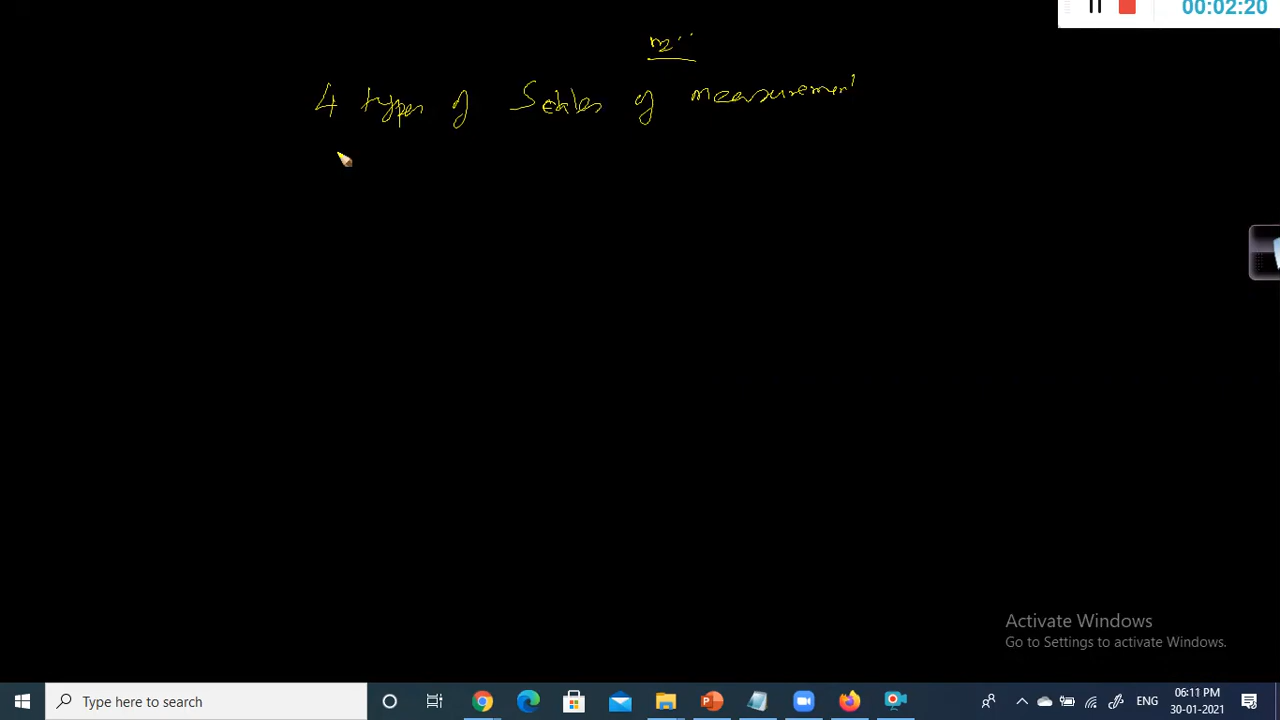 00:02:20
4 types of Scales of measurement
Activate Windows
Go to Settings to activate Windows.
Type here to search
ENG
06:11 PM
30-01-2021